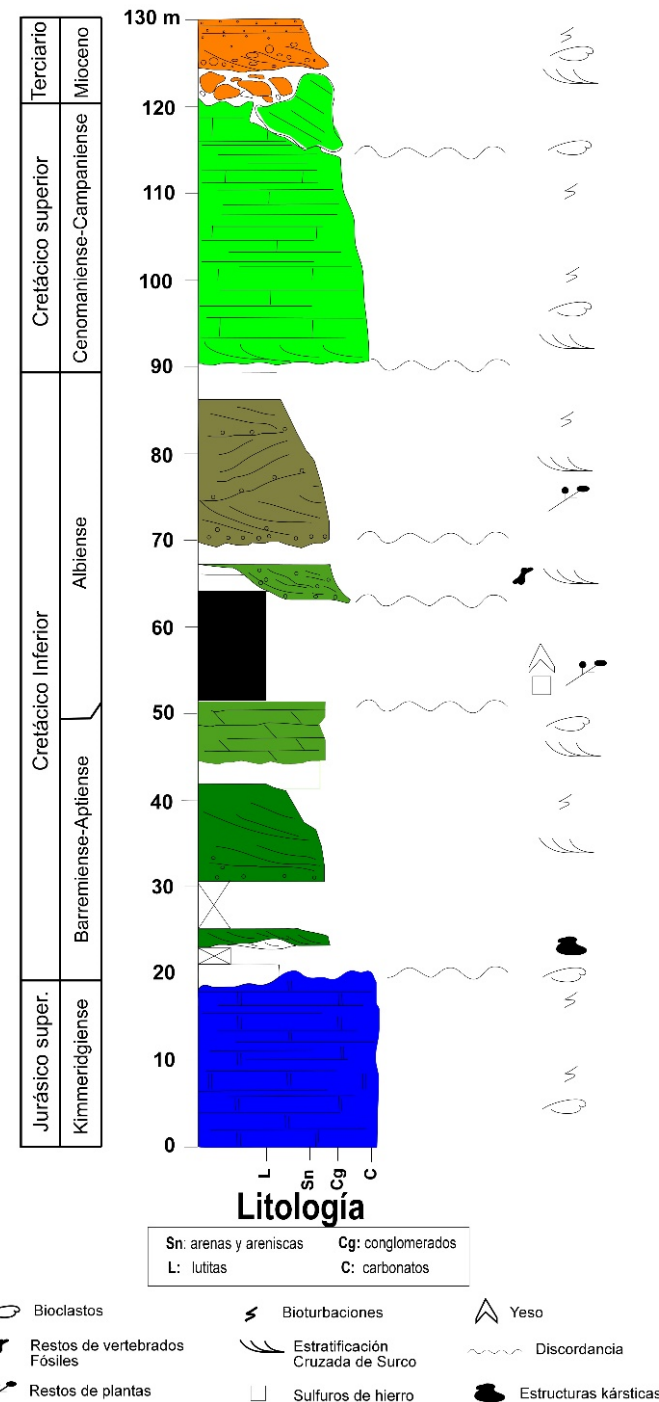 130 m
120
110
100
90
80
70
60
50
40
30
20
10
0
Terciario
Mioceno
Cretácico superior
Cenomaniense-Campaniense
Cretácico Inferior
Albiense
Barremiense-Aptiense
Jurásico super.
Kimmeridgiense
L
Sn
Cg
C
Litología
Sn: arenas y areniscas
Cg: conglomerados
L: lutitas
C: carbonatos
Bioclastos
Bioturbaciones
Yeso
Restos de vertebrados
Fósiles
Estratificación
Cruzada de Surco
Discordancia
Restos de plantas
Sulfuros de hierro
Estructuras kársticas